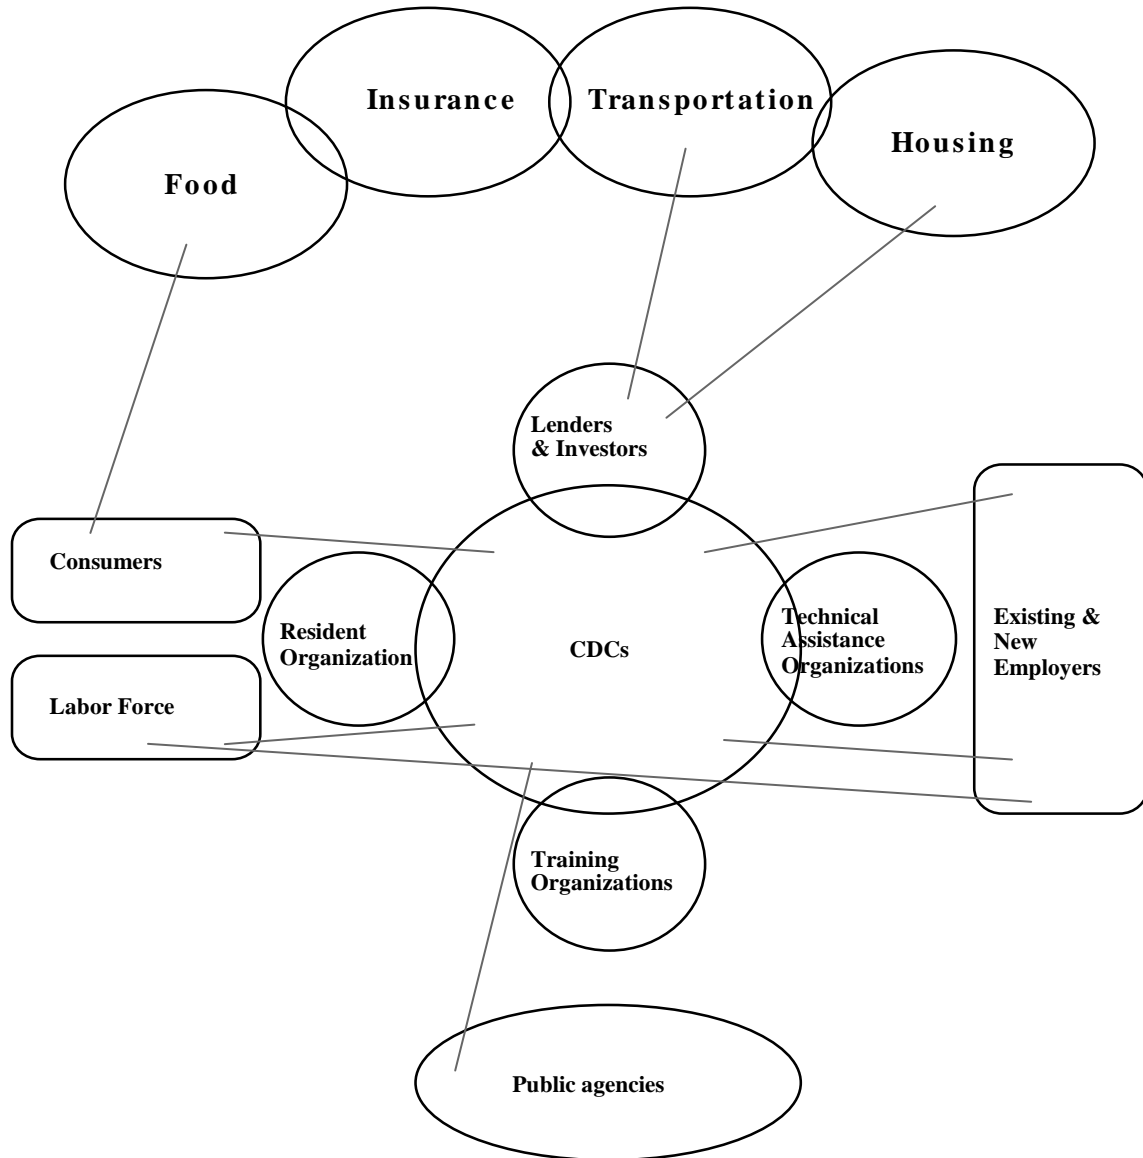 Insurance
Transportation
Housing
Food
Lenders
& Investors
Consumers
Resident
Organization
CDCs
Technical
Assistance
Organizations
Existing &
New
Employers
Labor Force
Training
Organizations
Public agencies